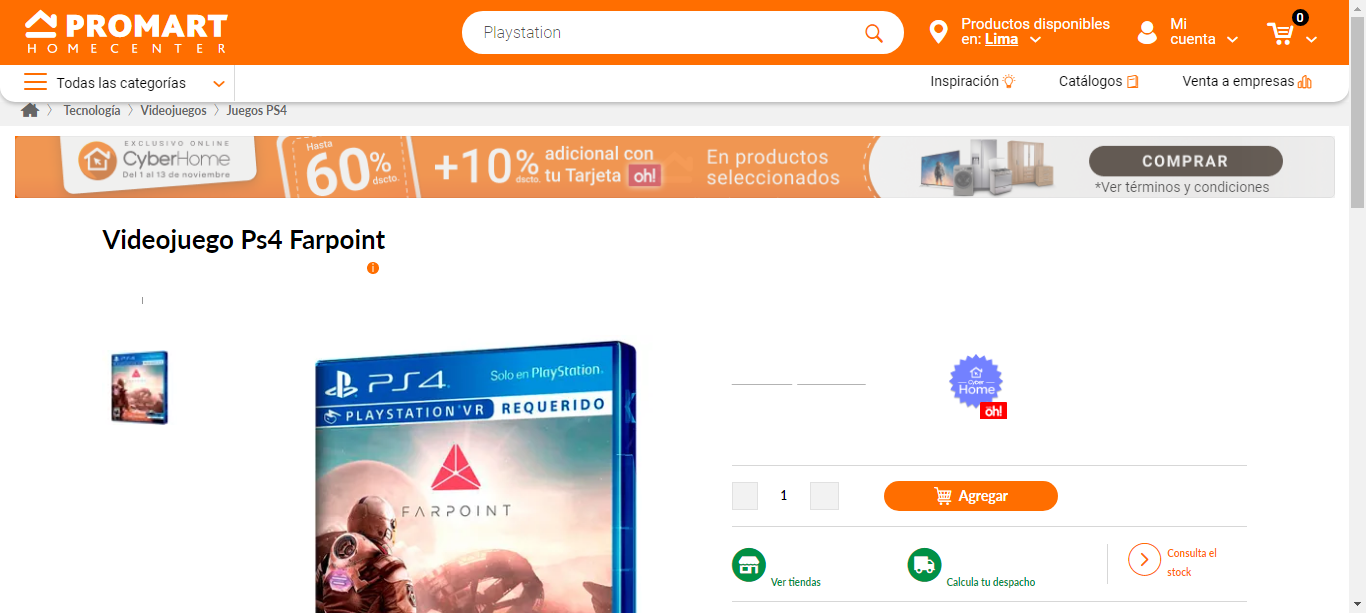 PROMART
HOMECENTER
Playstation
Productos disponibles
en: Lima
Mi
cuenta
0
Todas las categorías
Inspiración
Catálogos
Venta a empresas
Tecnología
Videojuegos
Juegos PS4
EXCLUSIVO ONLINE
CyberHome
Del 1 al 13 de noviembre
Hasta
60%
dscto.
+10%
dscto.
adicional con
tu Tarjeta oh!
En productos
seleccionados
COMPRAR
*Ver términos y condiciones
Videojuego Ps4 Farpoint
PS4
Solo en PlayStation.
PLAYSTATION®VR REQUERIDO
FARPOINT
Cyber
Home
oh!
1
Agregar
Ver tiendas
Calcula tu despacho
Consulta el
stock